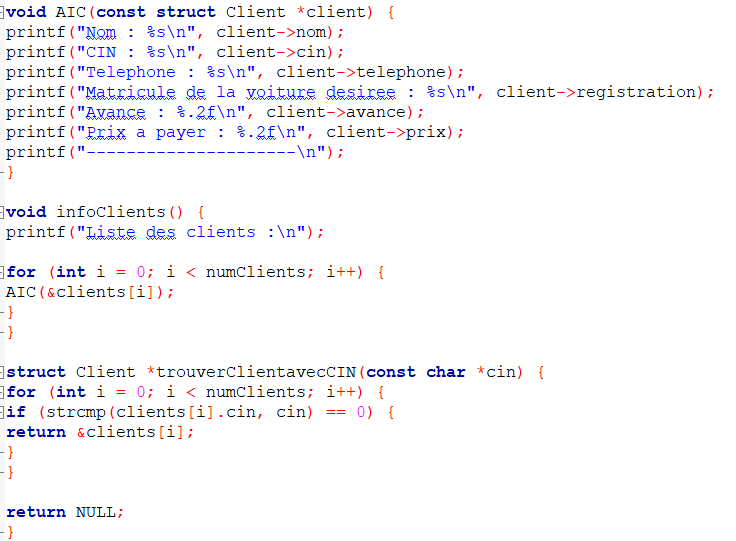 void AIC(const struct Client *client) {
printf("Nom : %s\n", client->nom);
printf("CIN : %s\n", client->cin);
printf("Telephone : %s\n", client->telephone);
printf("Matricule de la voiture desiree : %s\n", client->registration);
printf("Avance : %.2f\n", client->avance);
printf("Prix a payer : %.2f\n", client->prix);
printf("---------------------\n");
}
void infoClients() {
printf("Liste des clients :\n");
for (int i = 0; i < numClients; i++) {
AIC(&clients[i]);
}
}
struct Client *trouverClientavecCIN(const char *cin) {
for (int i = 0; i < numClients; i++) {
if (strcmp(clients[i].cin, cin) == 0) {
return &clients[i];
}
}
return NULL;
}